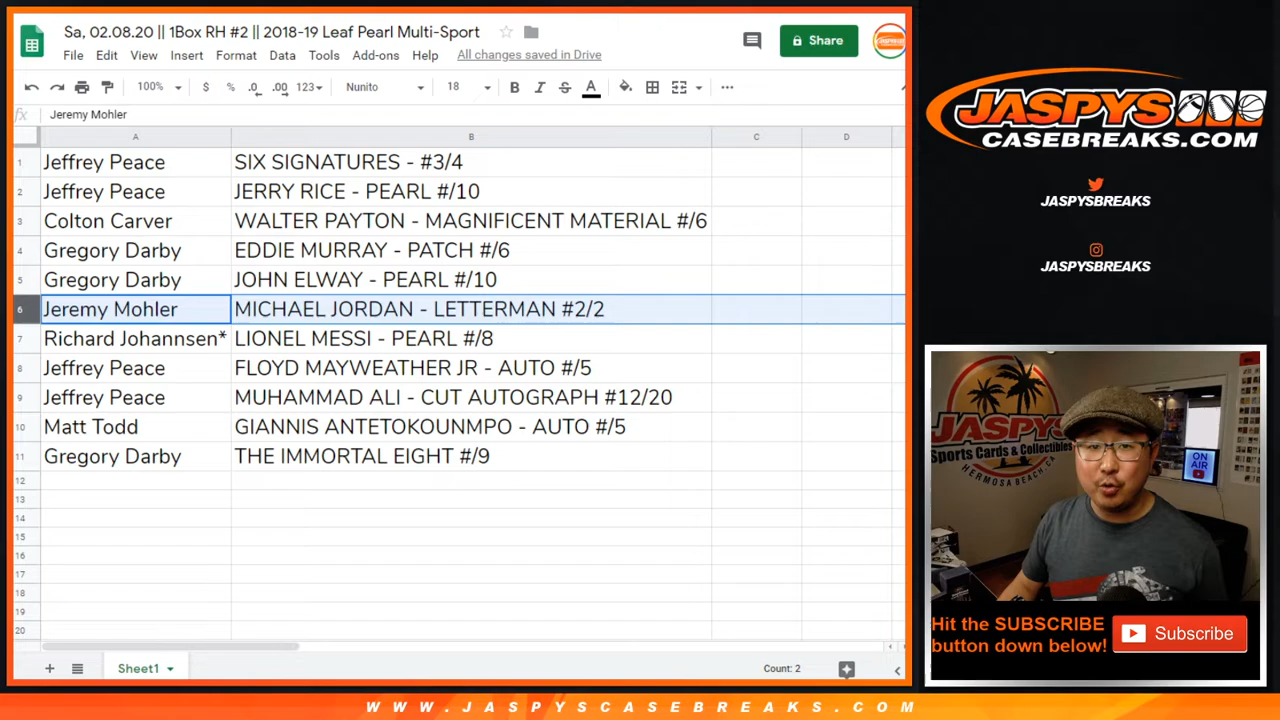 Sa, 02.08.20 || 1Box RH #2 || 2018-19 Leaf Pearl Multi-Sport
File Edit View Insert Format Data Tools Add-ons Help All changes saved in Drive
Share
100% $ % .0 .00 123 Nunito 18 B I S A
fx Jeremy Mohler
A B C D
1 Jeffrey Peace SIX SIGNATURES - #3/4
2 Jeffrey Peace JERRY RICE - PEARL #/10
3 Colton Carver WALTER PAYTON - MAGNIFICENT MATERIAL #/6
4 Gregory Darby EDDIE MURRAY - PATCH #/6
5 Gregory Darby JOHN ELWAY - PEARL #/10
6 Jeremy Mohler MICHAEL JORDAN - LETTERMAN #2/2
7 Richard Johannsen* LIONEL MESSI - PEARL #/8
8 Jeffrey Peace FLOYD MAYWEATHER JR - AUTO #/5
9 Jeffrey Peace MUHAMMAD ALI - CUT AUTOGRAPH #12/20
10 Matt Todd GIANNIS ANTETOKOUNMPO - AUTO #/5
11 Gregory Darby THE IMMORTAL EIGHT #/9
12
13
14
15
16
17
18
19
20
Sheet1 Count: 2
JASPYS
CASEBREAKS.COM
JASPYSBREAKS
JASPYSBREAKS
JASPYS
Sports Cards & Collectibles
HERMOSA BEACH, CA
ON AIR
Hit the SUBSCRIBE
button down below!
Subscribe
WWW.JASPYSCASEBREAKS.COM